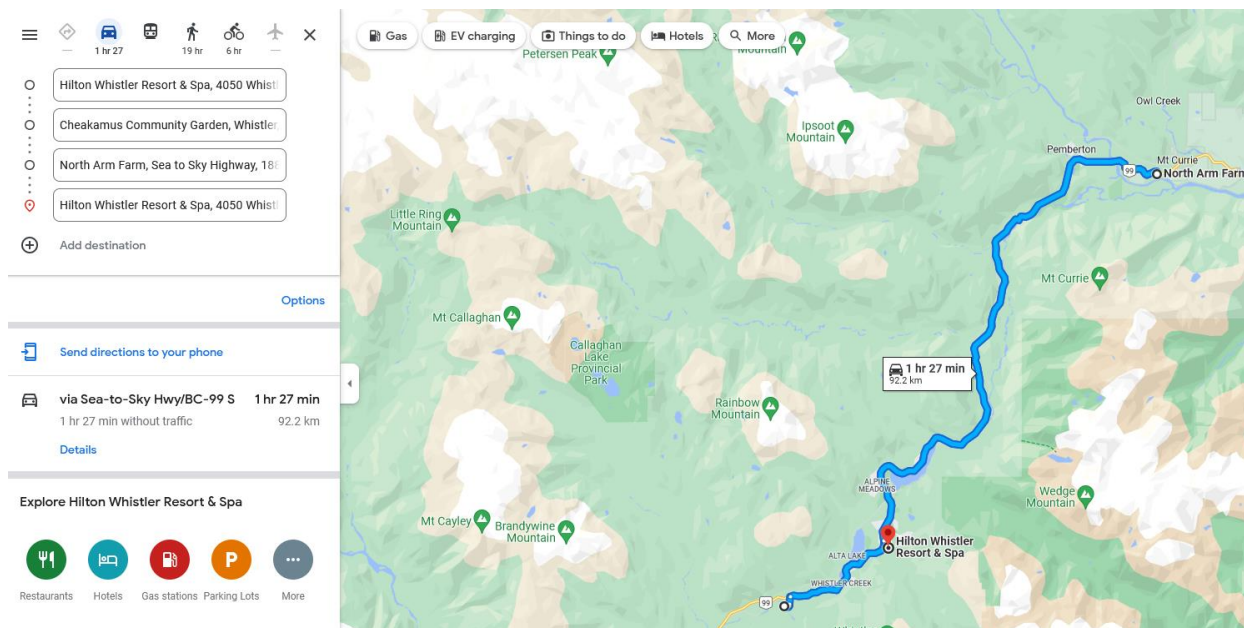 1 hr 27
—
19 hr
6 hr
—
Hilton Whistler Resort & Spa, 4050 Whist
Cheakamus Community Garden, Whistler,
North Arm Farm, Sea to Sky Highway, 188
Hilton Whistler Resort & Spa, 4050 Whist
Add destination
Options
Send directions to your phone
via Sea-to-Sky Hwy/BC-99 S 1 hr 27 min
1 hr 27 min without traffic 92.2 km
Details
Explore Hilton Whistler Resort & Spa
P
Restaurants Hotels Gas stations Parking Lots More
Gas EV charging Things to do Hotels More
Petersen Peak
Mountain
Owl Creek
Ipsoot
Mountain
Pemberton
Mt Currie
99
North Arm Farm
Little Ring
Mountain
Mt Currie
Mt Callaghan
Callaghan
Lake
Provincial
Park
1 hr 27 min
92.2 km
Rainbow
Mountain
ALPINE
MEADOWS
Wedge
Mountain
Mt Cayley
Brandywine
Mountain
Hilton Whistler
Resort & Spa
ALTA LAKE
WHISTLER CREEK
99